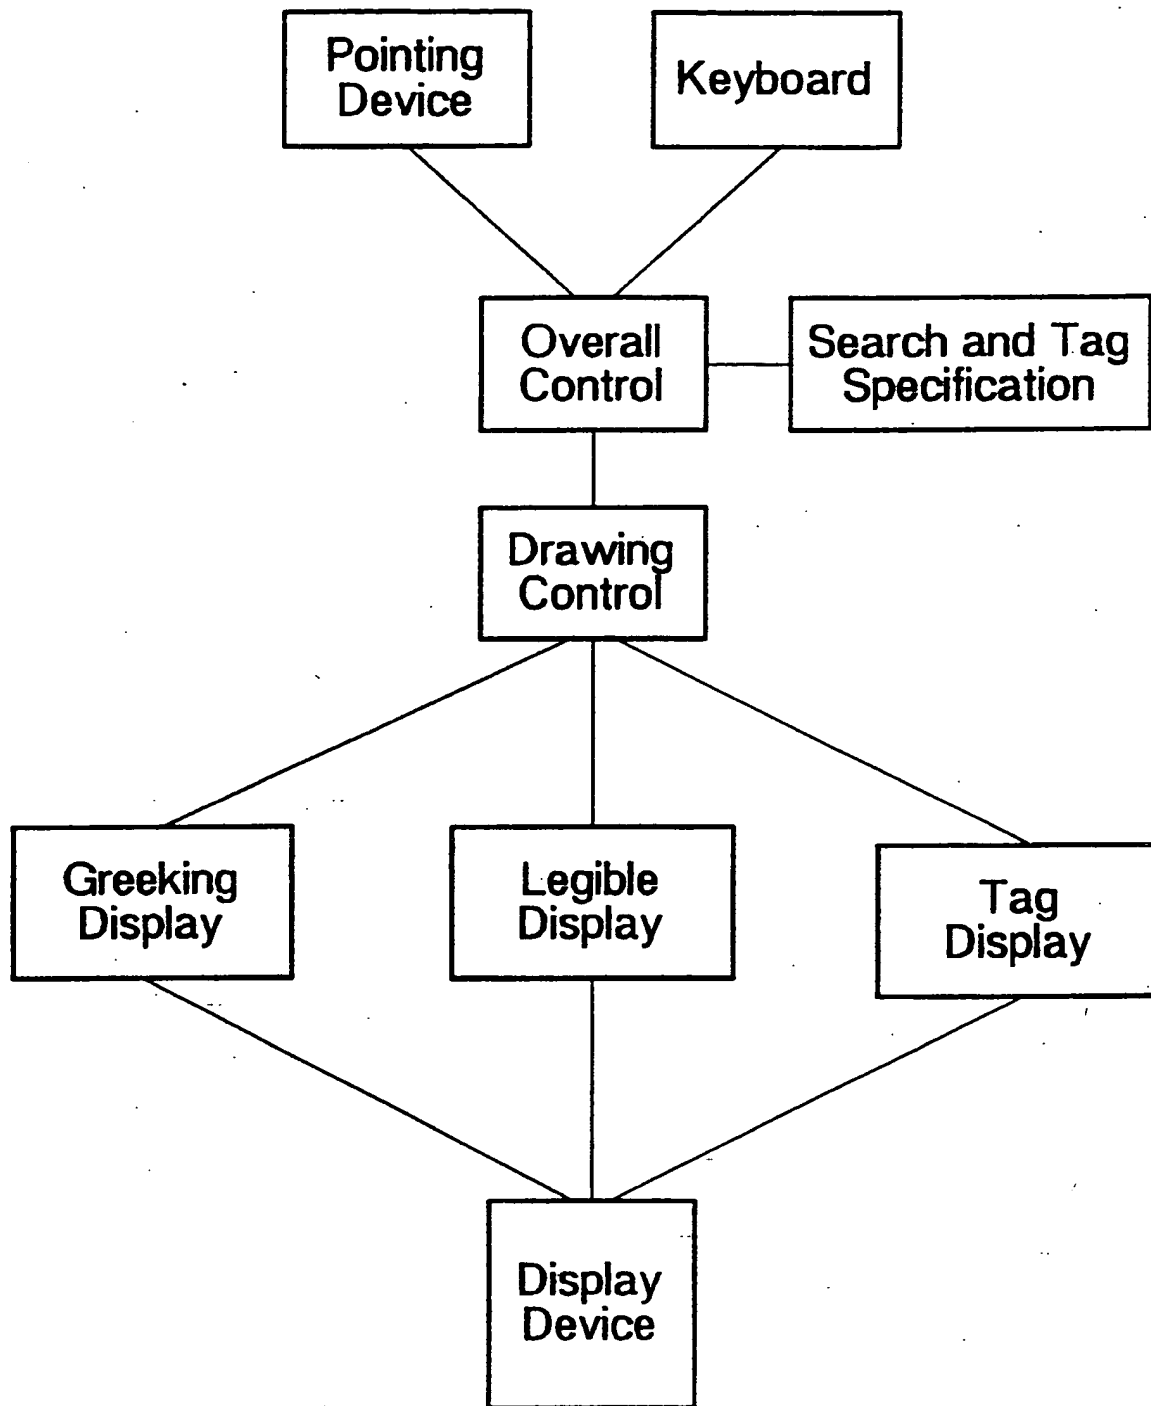 Pointing
Device
Keyboard
Overall
Control
Search and Tag
Specification
Drawing
Control
Greeking
Display
Legible
Display
Tag
Display
Display
Device